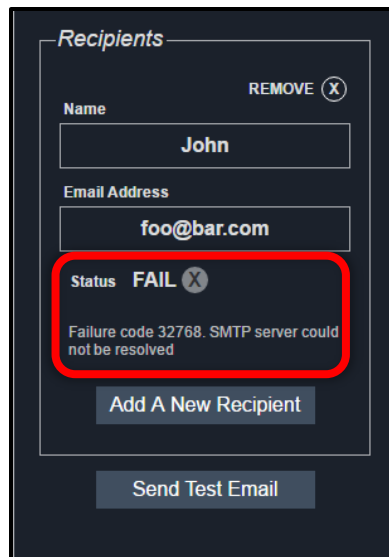 Recipients
REMOVE X
Name
John
Email Address
foo@bar.com
Status FAIL X
Failure code 32768. SMTP server could
not be resolved
Add A New Recipient
Send Test Email